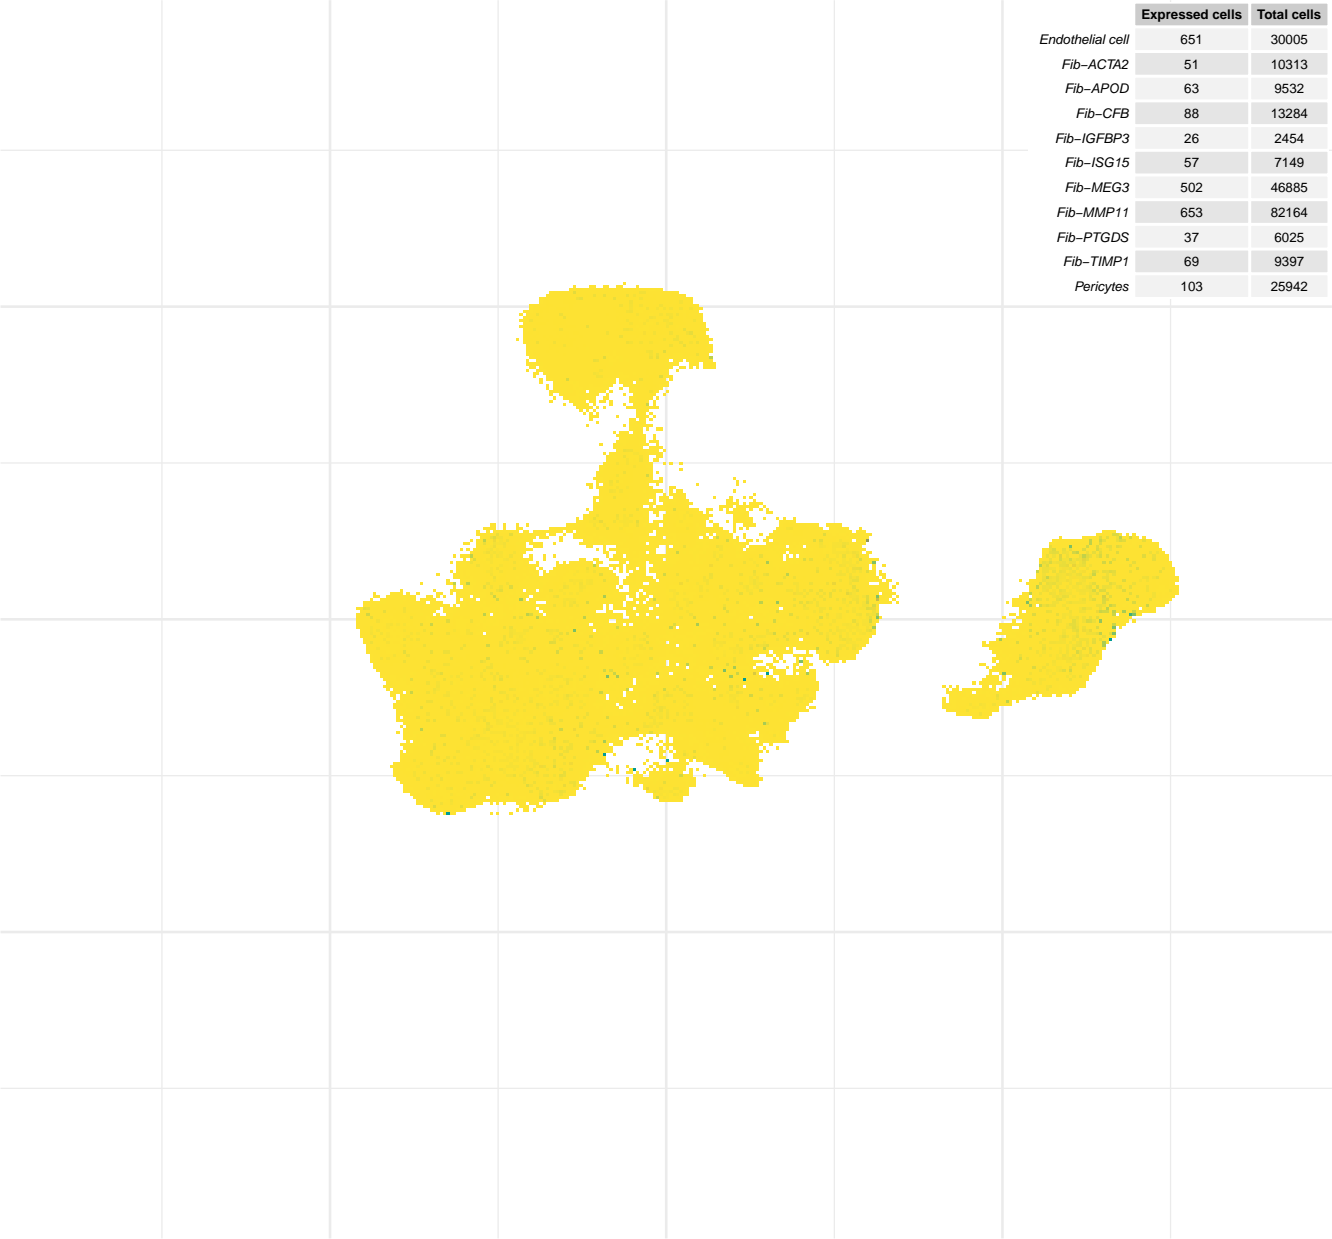 Expressed cells Total cells
Endothelial cell 651 30005
Fib−ACTA2 51 10313
Fib−APOD 63 9532
Fib−CFB 88 13284
Fib−IGFBP3 26 2454
Fib−ISG15 57 7149
Fib−MEG3 502 46885
Fib−MMP11 653 82164
Fib−PTGDS 37 6025
Fib−TIMP1 69 9397
Pericytes 103 25942